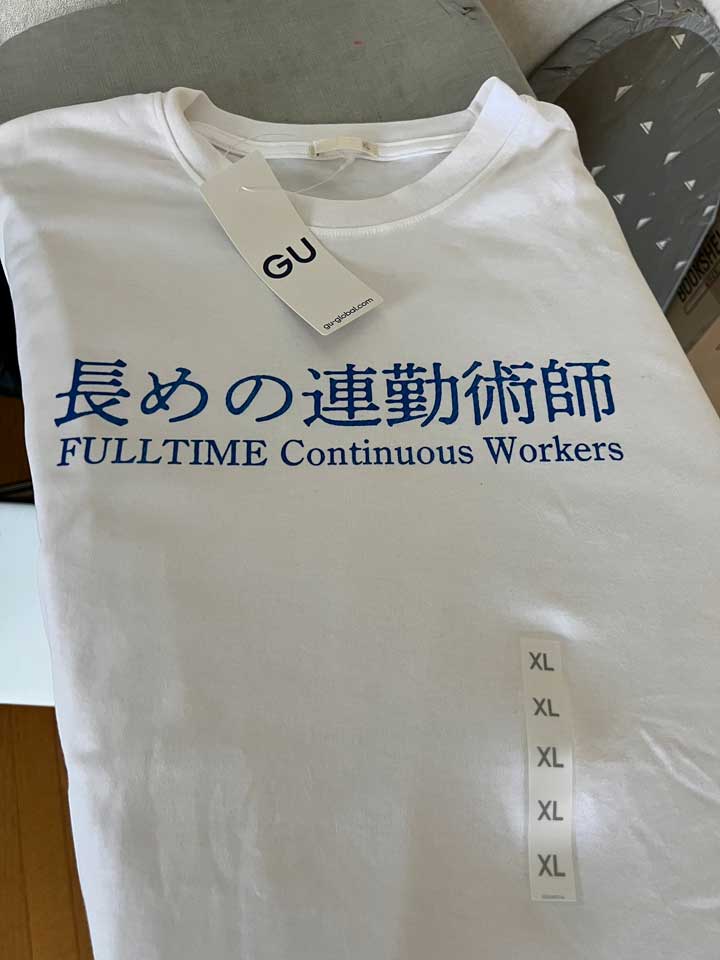 GU
gu-global.com
BOOKSHEL
長めの連勤術師
FULLTIME Continuous Workers
XL
XL
XL
XL
XL